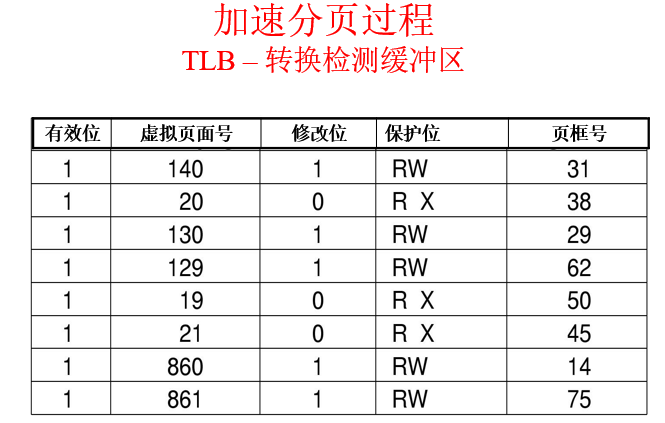 加速分页过程
TLB – 转换检测缓冲区
有效位 虚拟页面号 修改位 保护位 页框号
1 140 1 RW 31
1 20 0 R X 38
1 130 1 RW 29
1 129 1 RW 62
1 19 0 R X 50
1 21 0 R X 45
1 860 1 RW 14
1 861 1 RW 75